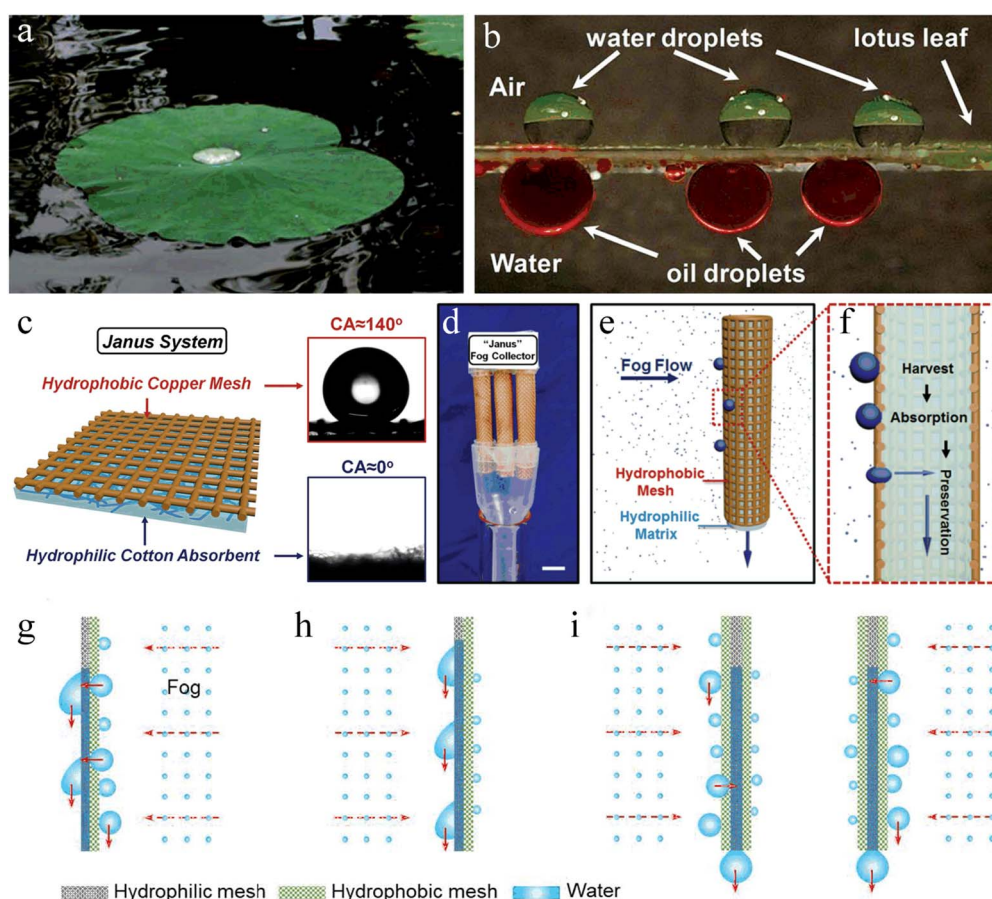 a
b
water droplets
lotus leaf
Air
Water
oil droplets
c
Janus System
Hydrophobic Copper Mesh
Hydrophilic Cotton Absorbent
CA≈140°
CA≈0°
d
"Janus"
Fog Collector
e
Fog Flow
Hydrophobic
Mesh
Hydrophilic
Matrix
f
Harvest
Absorption
Preservation
g
Fog
h
i
Hydrophilic mesh
Hydrophobic mesh
Water